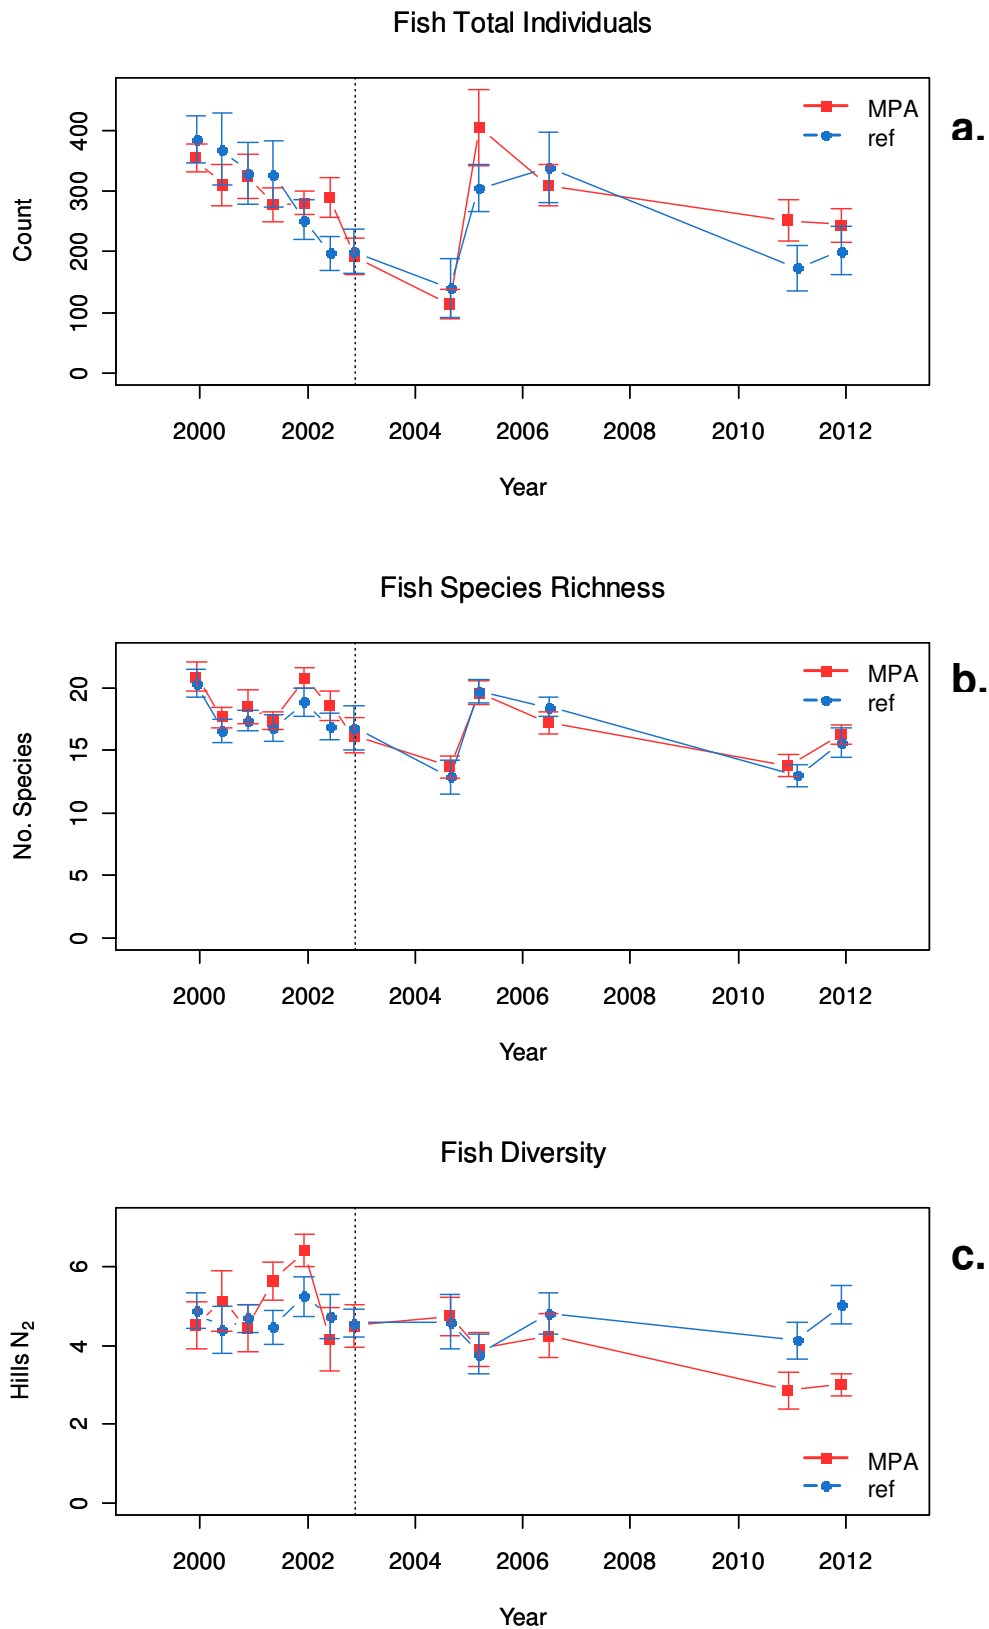 Fish Total Individuals
MPA
ref
a.
Count
0
100
200
300
400
2000 2002 2004 2006 2008 2010 2012
Year
Fish Species Richness
MPA
ref
b.
No. Species
0
5
10
15
20
2000 2002 2004 2006 2008 2010 2012
Year
Fish Diversity
c.
Hills N₂
0
2
4
6
MPA
ref
2000 2002 2004 2006 2008 2010 2012
Year